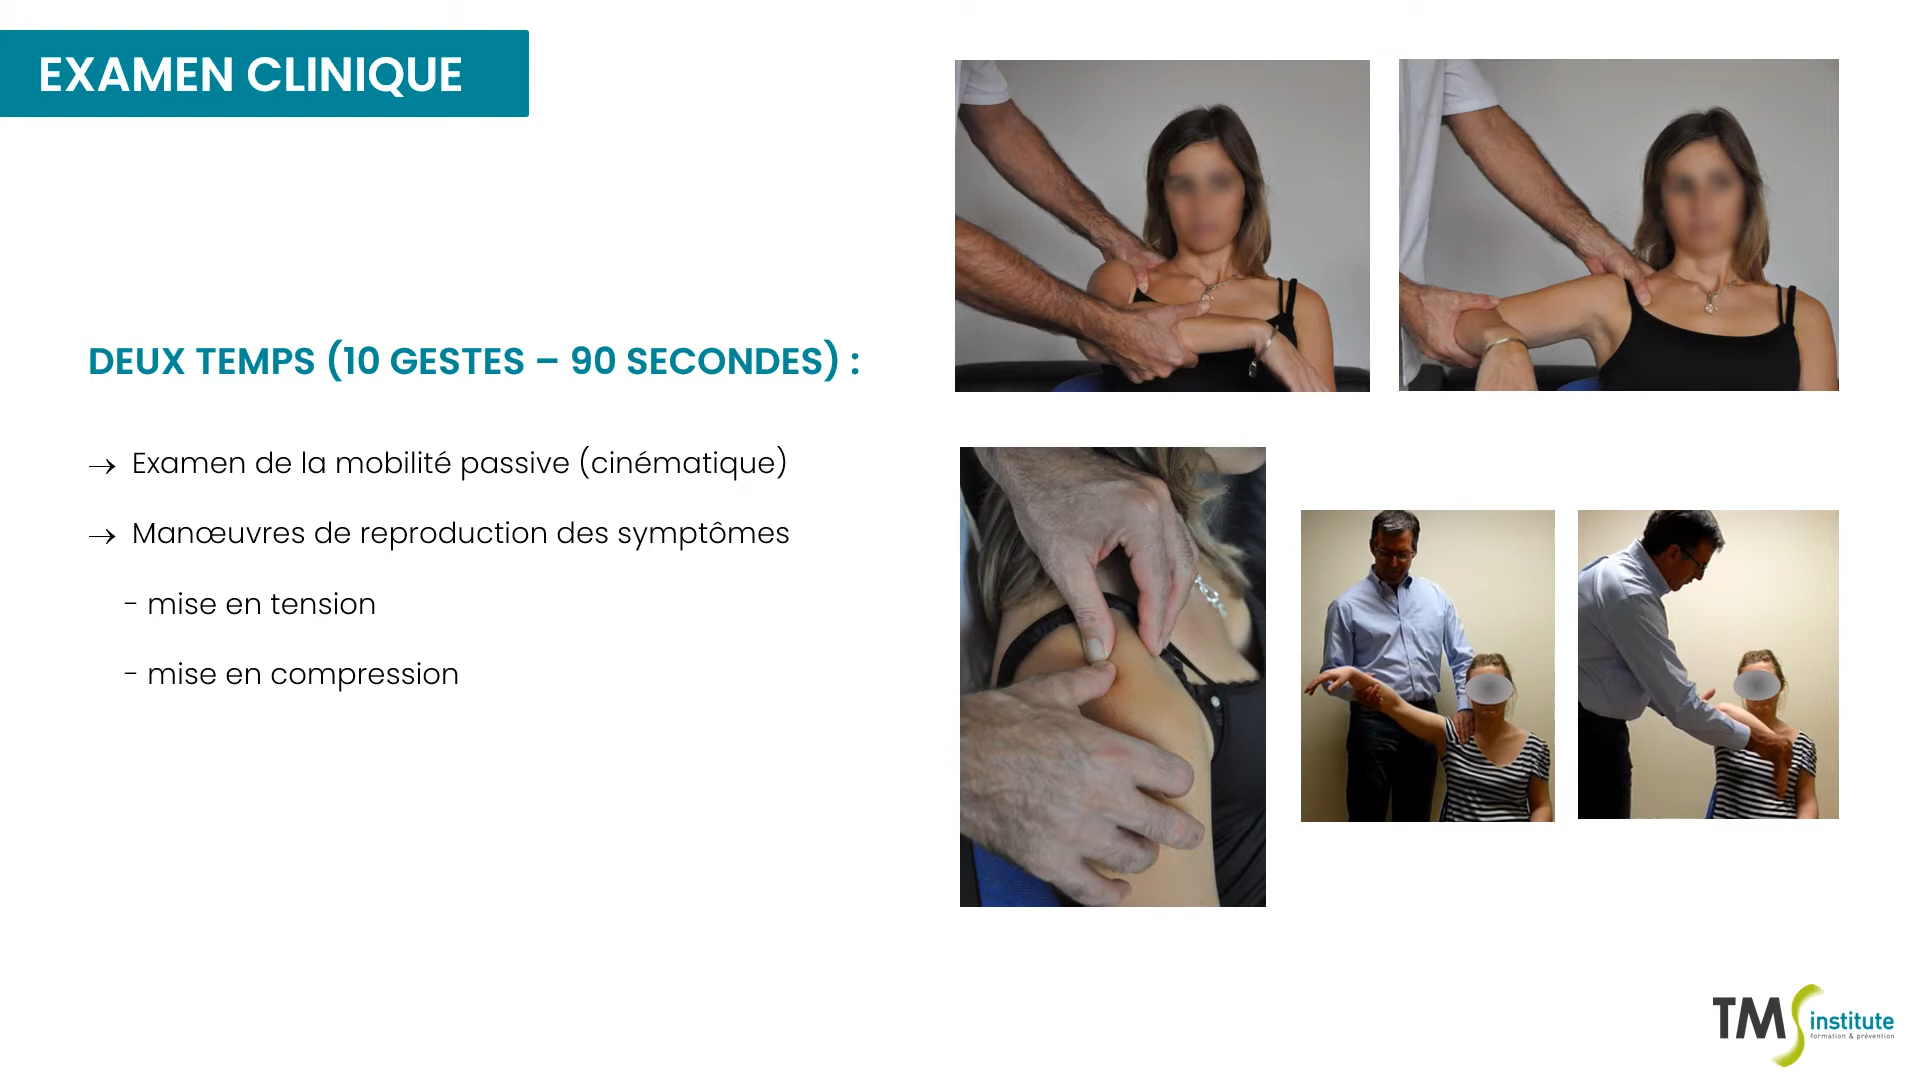 EXAMEN CLINIQUE
DEUX TEMPS (10 GESTES – 90 SECONDES) :
→ Examen de la mobilité passive (cinématique)
→ Manœuvres de reproduction des symptômes
- mise en tension
- mise en compression
TMS institute
formation & prévention